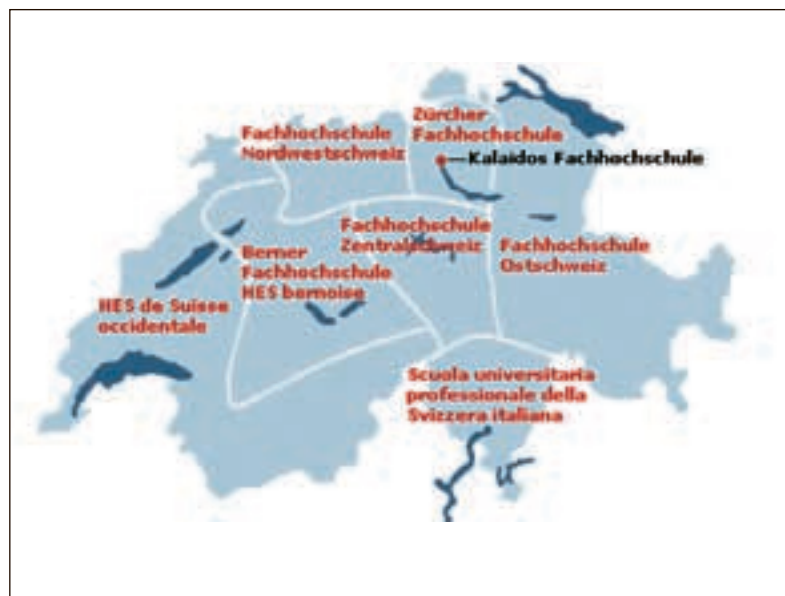 Zürcher
Fachhochschule
Fachhochschule
Nordwestschweiz
Kalaidos Fachhochschule
Fachhochschule
Zentralschweiz
Fachhochschule
Ostschweiz
Berner
Fachhochschule
HES bernoise
HES de Suisse
occidentale
Scuola universitaria
professionale della
Svizzera italiana